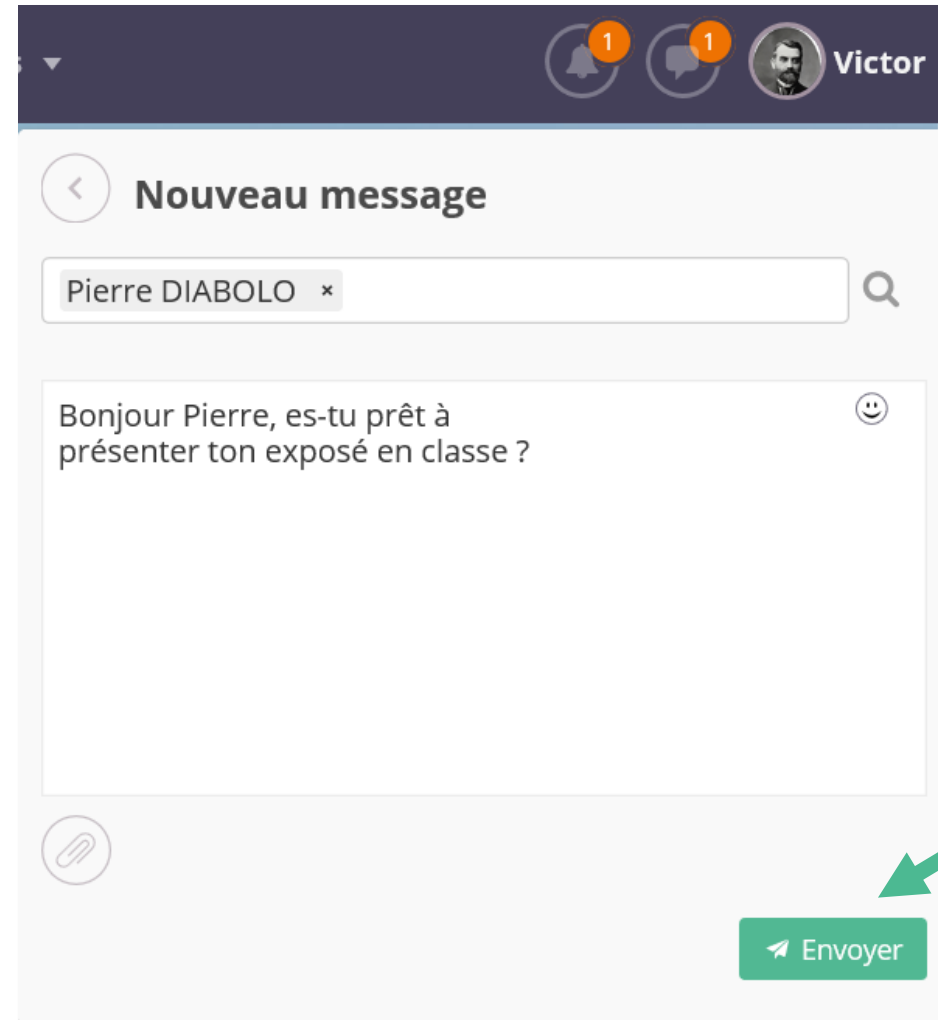 1 1 Victor
Nouveau message
Pierre DIABOLO ×
Bonjour Pierre, es-tu prêt à
présenter ton exposé en classe ?
Envoyer